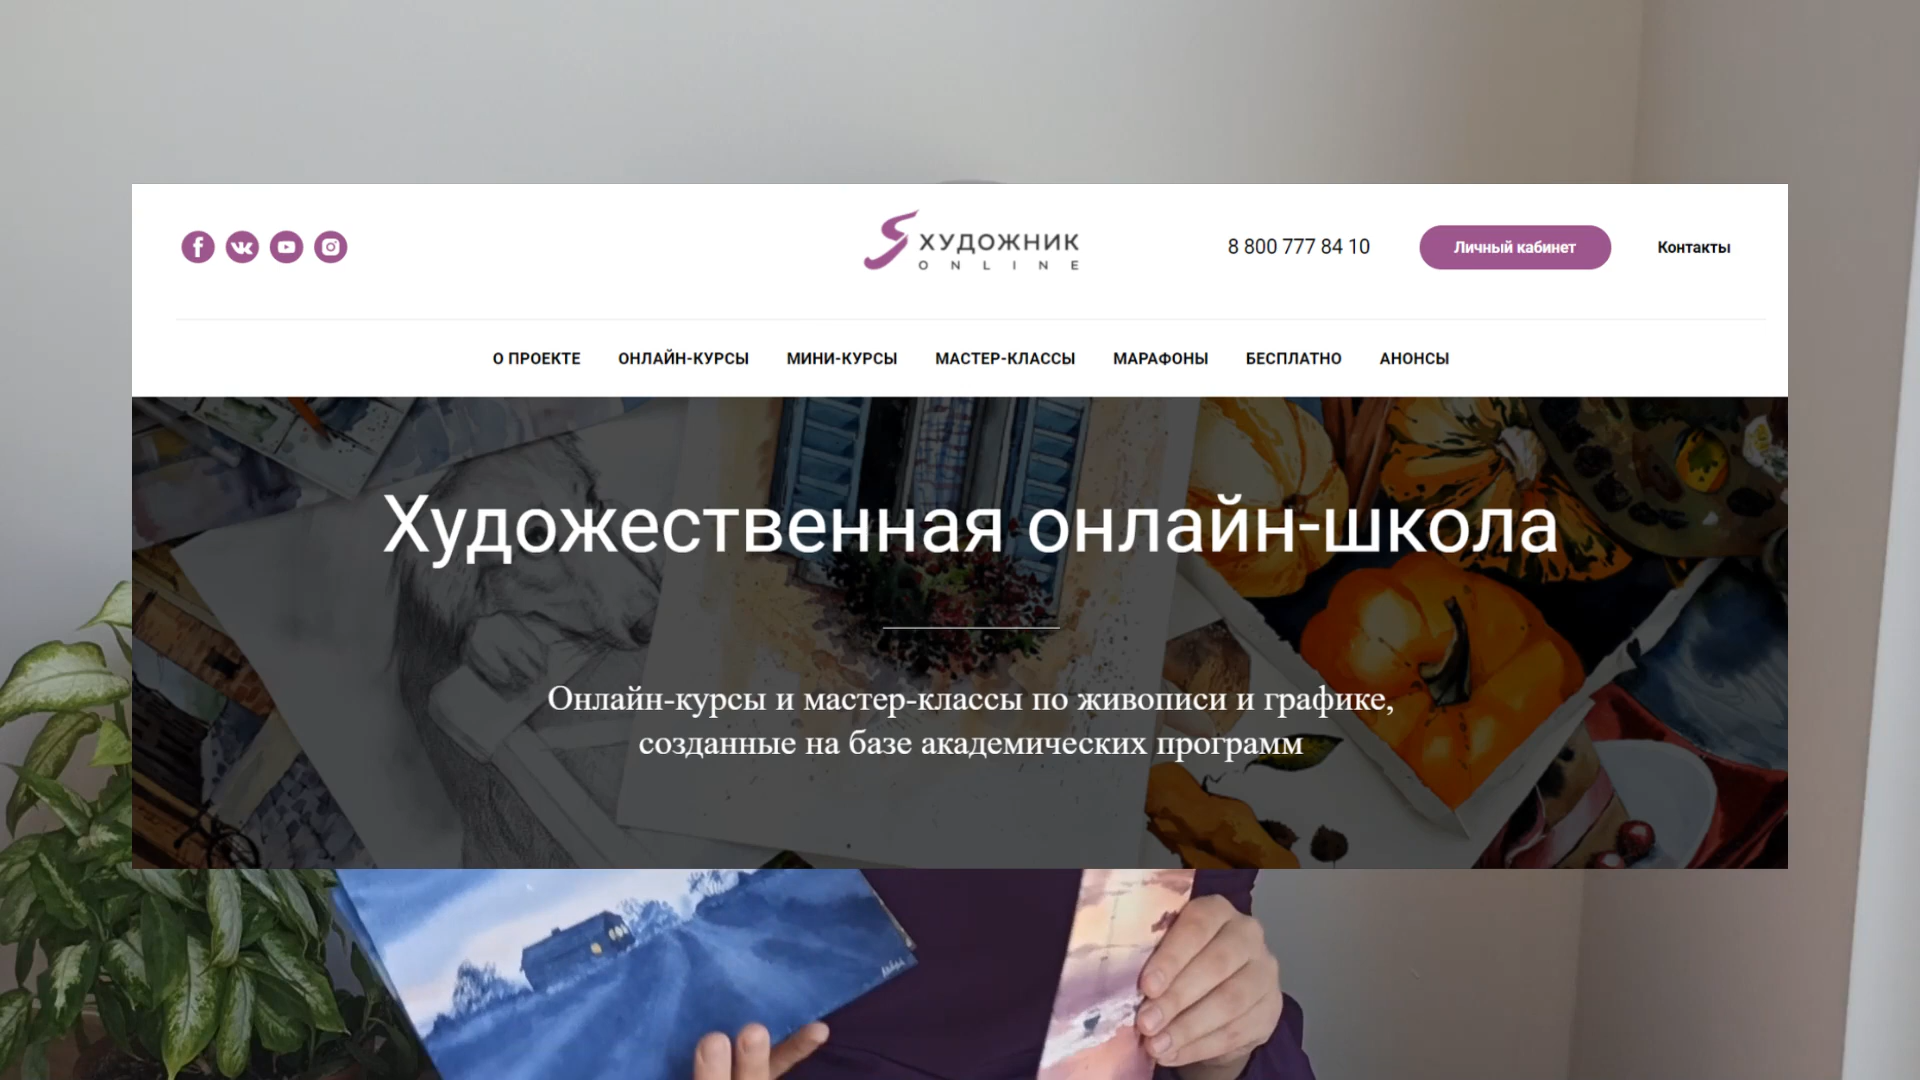 ХУДОЖНИК
ONLINE
8 800 777 84 10
Личный кабинет
Контакты
О ПРОЕКТЕ
ОНЛАЙН-КУРСЫ
МИНИ-КУРСЫ
МАСТЕР-КЛАССЫ
МАРАФОНЫ
БЕСПЛАТНО
АНОНСЫ
Художественная онлайн-школа
Онлайн-курсы и мастер-классы по живописи и графике,
созданные на базе академических программ